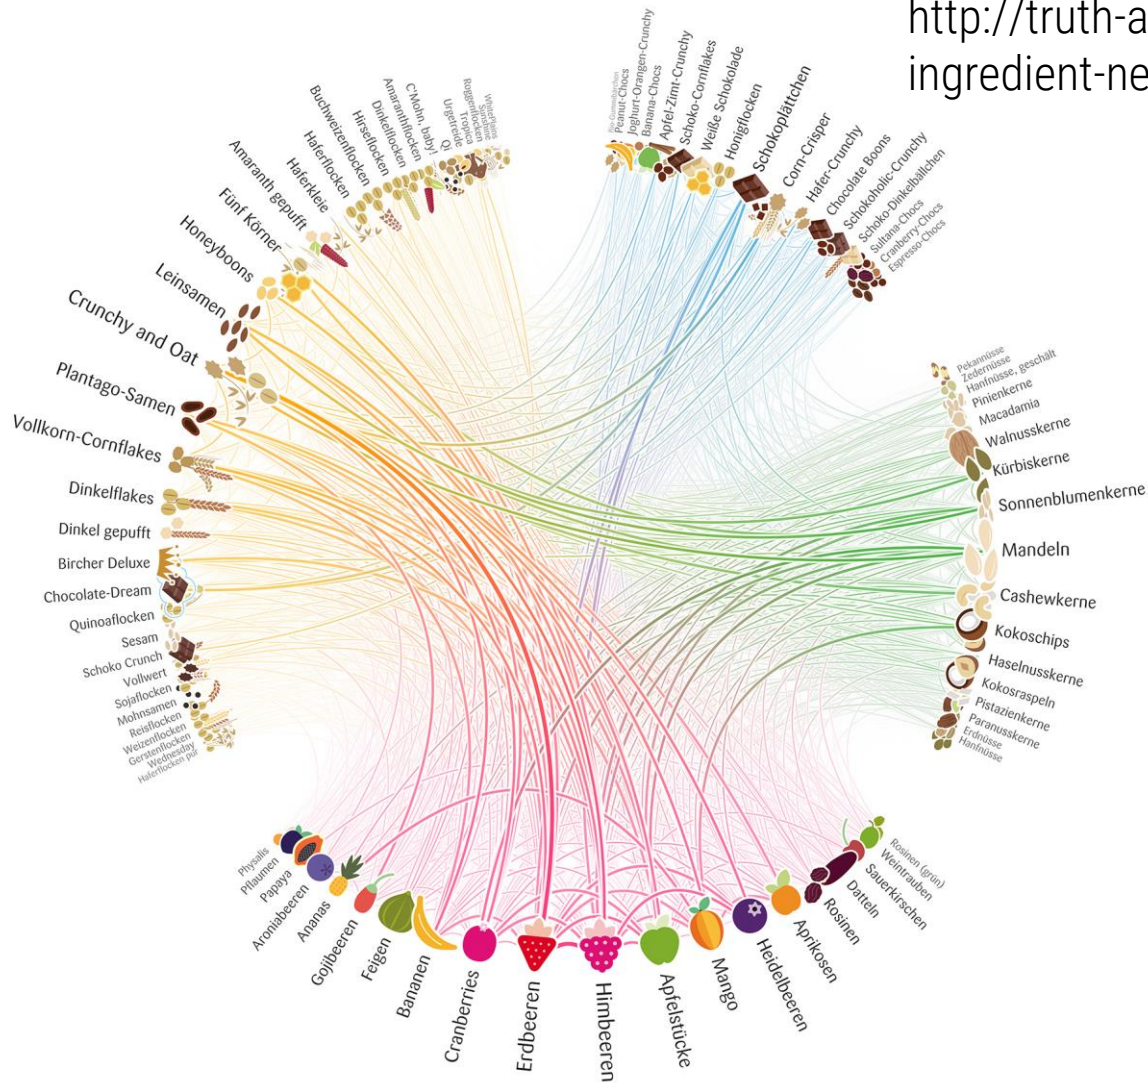 http://truth-a
ingredient-ne
Peanut-Chocs
Joghurt-Orangen-Crunchy
Banana-Chocs
Apfel-Zimt-Crunchy
Schoko-Cornflakes
Weiße Schokolade
Honigflocken
Schokoplättchen
Corn-Crisper
Hafer-Crunchy
Chocolate Boons
Schokoholic-Crunchy
Schoko-Dinkelbällchen
Sultana-Chocs
Cranberry-Chocs
Espresso-Chocs
Pekannüsse
Zedernüsse
Hanfnüsse, geschält
Pinienkerne
Macadamia
Walnusskerne
Kürbiskerne
Sonnenblumenkerne
Mandeln
Cashewkerne
Kokoschips
Haselnusskerne
Kokosraspeln
Pistazienkerne
Paranusskerne
Erdnüsse
Hanfnüsse
Rosinen (grün)
Weintrauben
Sauerkirschen
Datteln
Rosinen
Aprikosen
Heidelbeeren
Mango
Apfelstücke
Himbeeren
Erdbeeren
Cranberries
Bananen
Feigen
Gojibeeren
Ananas
Aroniabeeren
Papaya
Pflaumen
Physalis
Haferflocken pur
Wednesday
Gerstenflocken
Weizenflocken
Reisflocken
Mohnsamen
Sojaflocken
Vollwert
Schoko Crunch
Sesam
Quinoaflocken
Chocolate-Dream
Bircher Deluxe
Dinkel gepufft
Dinkelflakes
Vollkorn-Cornflakes
Plantago-Samen
Crunchy and Oat
Leinsamen
Honeyboons
Fünf Körner
Amaranth gepufft
Haferkleie
Haferflocken
Buchweizenflocken
Hirseflocken
Dinkelflocken
Amaranthflocken
C'Mohn, baby!
Qi
Urgetreide
Tropica
Roggenflocken
Sunshine